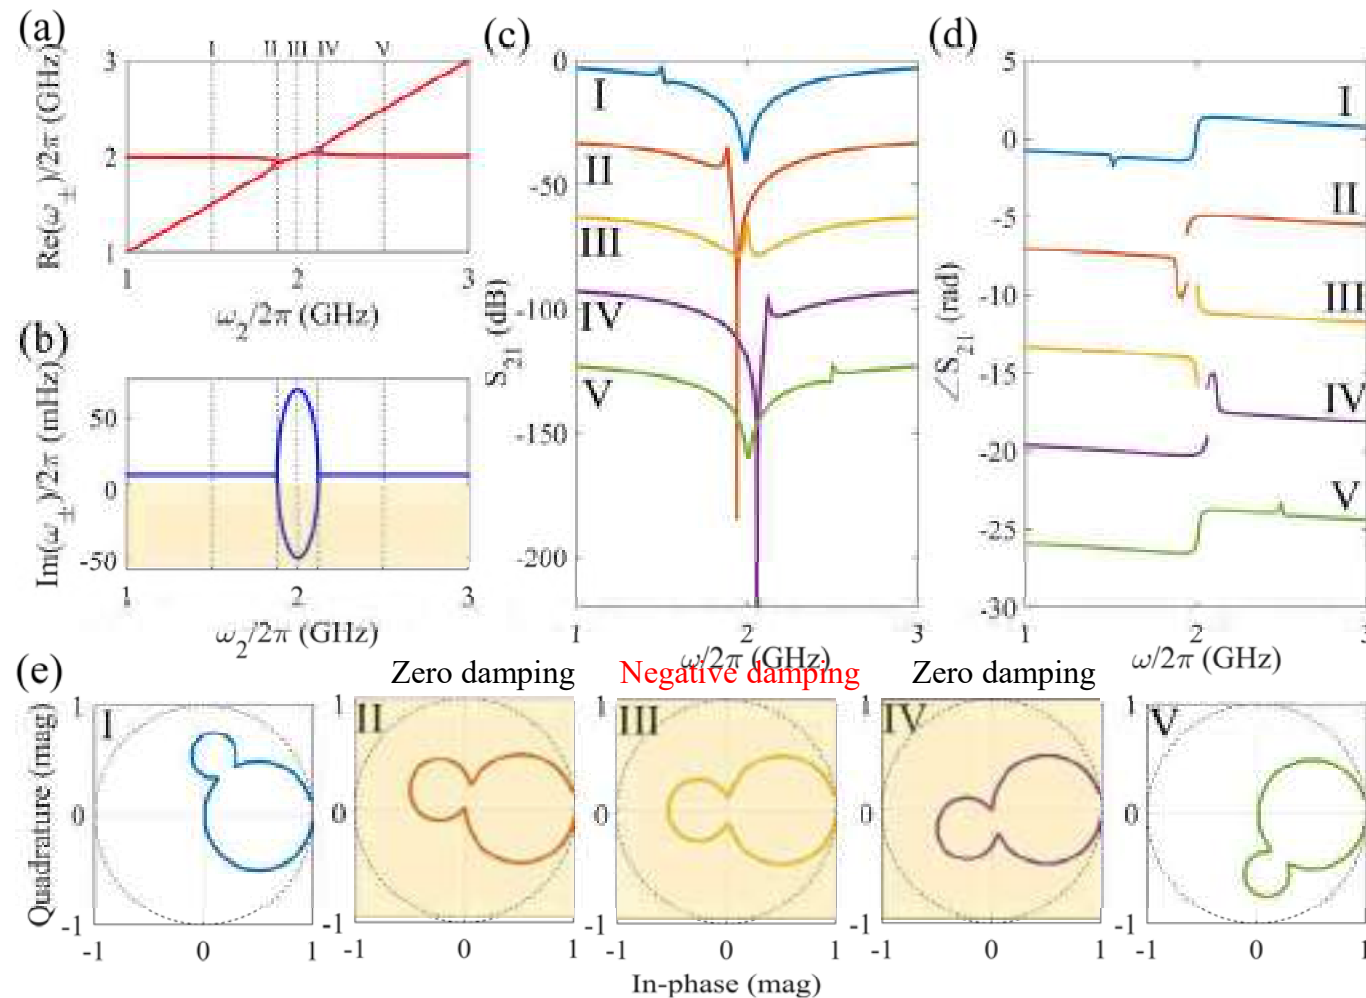 (a)
I II III IV V
Re(ω±)/2π (GHz)
3
2
1
1 2 3
ω2/2π (GHz)
(b)
Im(ω±)/2π (mHz)
50
0
-50
1 2 3
ω2/2π (GHz)
(c)
S21 (dB)
0
-50
-100
-150
-200
I
II
III
IV
V
1 2 3
ω/2π (GHz)
(d)
∠S21 (rad)
5
0
-5
-10
-15
-20
-25
-30
I
II
III
IV
V
1 2 3
ω/2π (GHz)
(e)
Zero damping Negative damping Zero damping
Quadrature (mag)
I II III IV V
1 1 1 1 1
0 0 0 0 0
-1 -1 -1 -1 -1
-1 0 1 -1 0 1 -1 0 1 -1 0 1 -1 0 1
In-phase (mag)